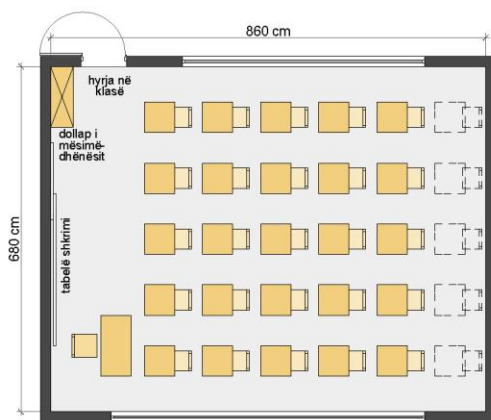 860 cm
hyrja në
klasë
dollap i
mësimë-
dhënësit
680 cm
tabelë shkrimi